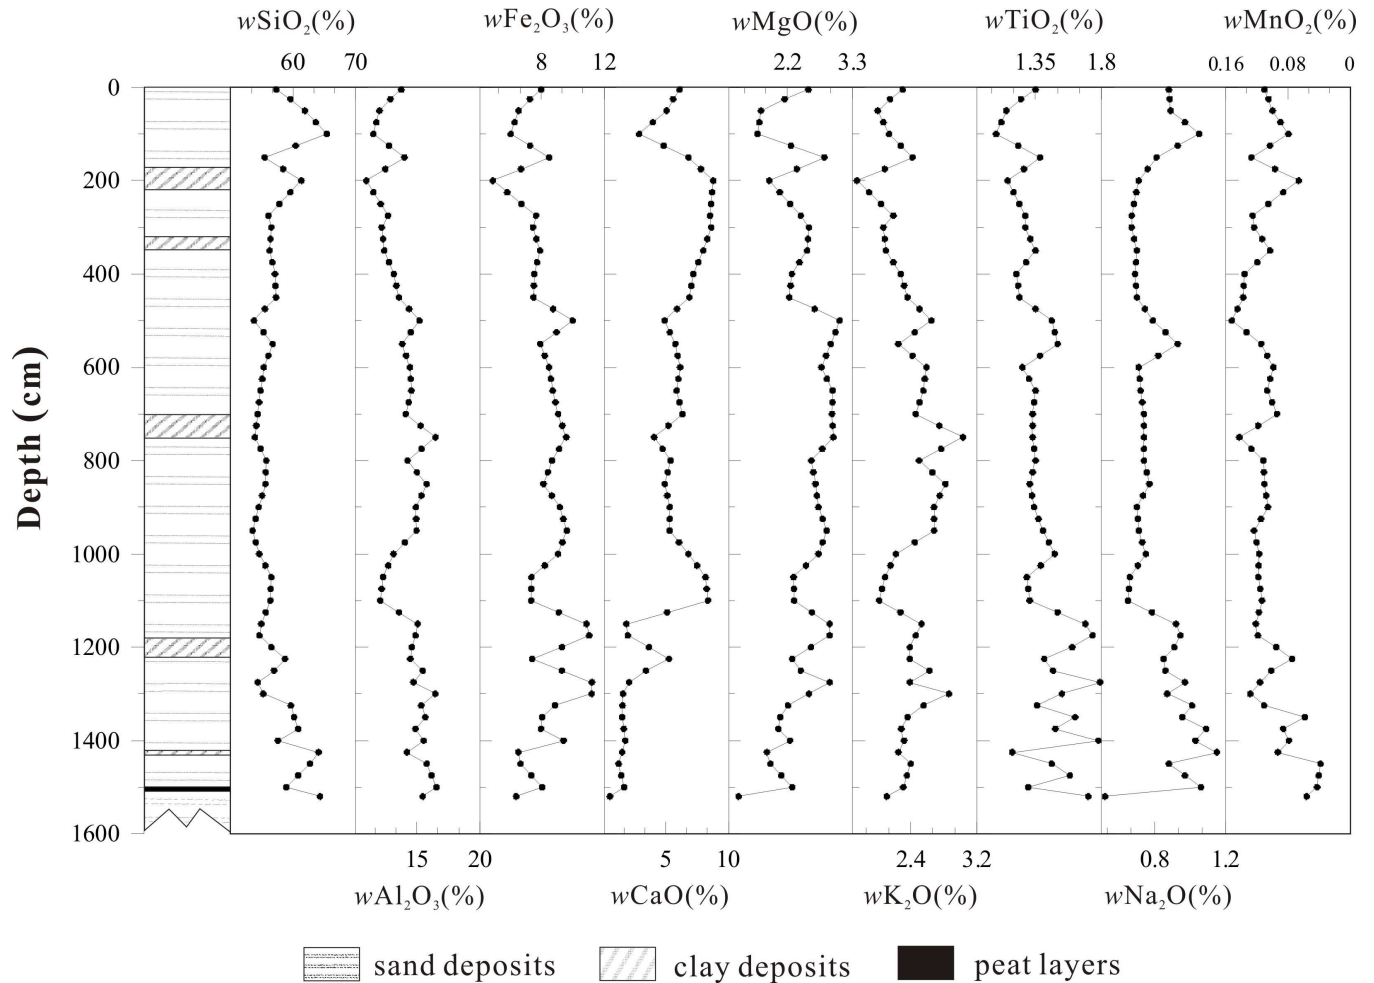 wSiO₂(%) wFe₂O₃(%) wMgO(%) wTiO₂(%) wMnO₂(%)
60 70 8 12 2.2 3.3 1.35 1.8 0.16 0.08 0
0
200
400
600
800
1000
1200
1400
1600
Depth (cm)
15 20 5 10 2.4 3.2 0.8 1.2
wAl₂O₃(%) wCaO(%) wK₂O(%) wNa₂O(%)
sand deposits clay deposits peat layers